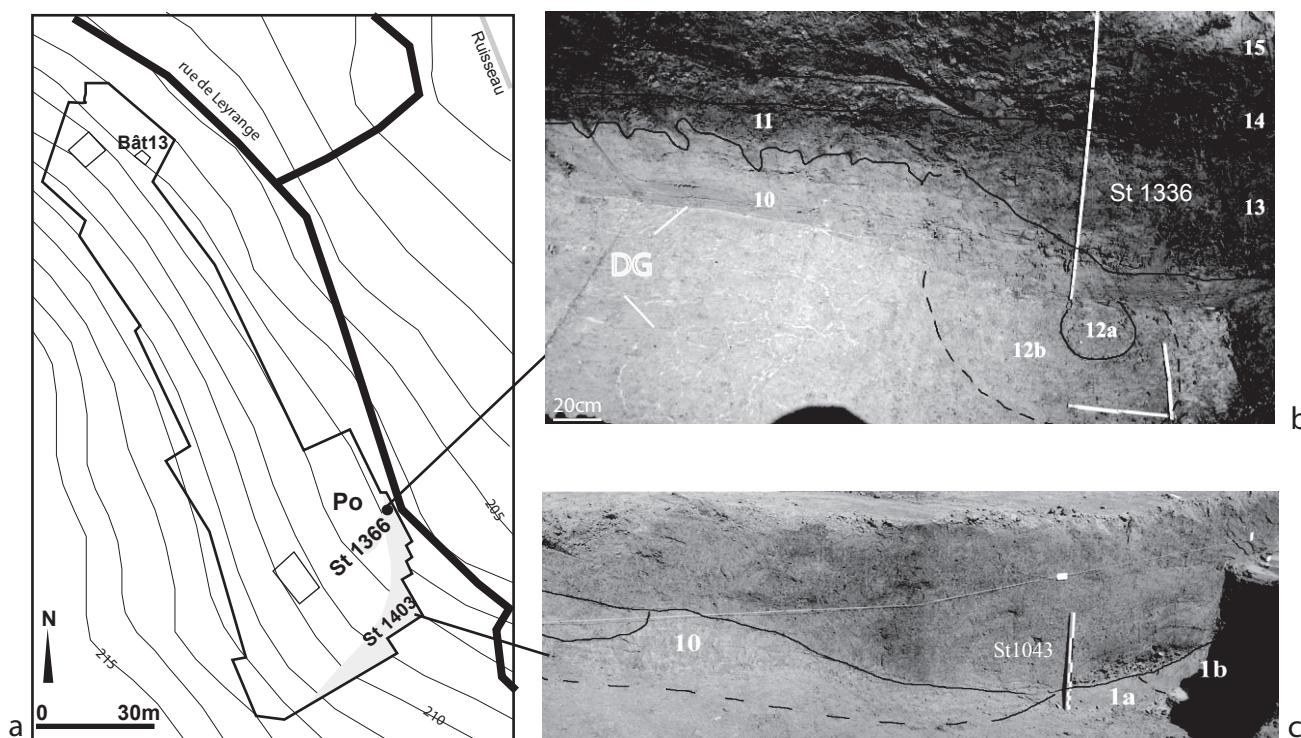 rue de Leyrange
Ruisseau
Bât13
Po
St 1366
St 1403
205
210
215
N
0 30m
a
15
14
11
13
St 1336
10
DG
12a
12b
20cm
b
10
St1043
1a
1b
c